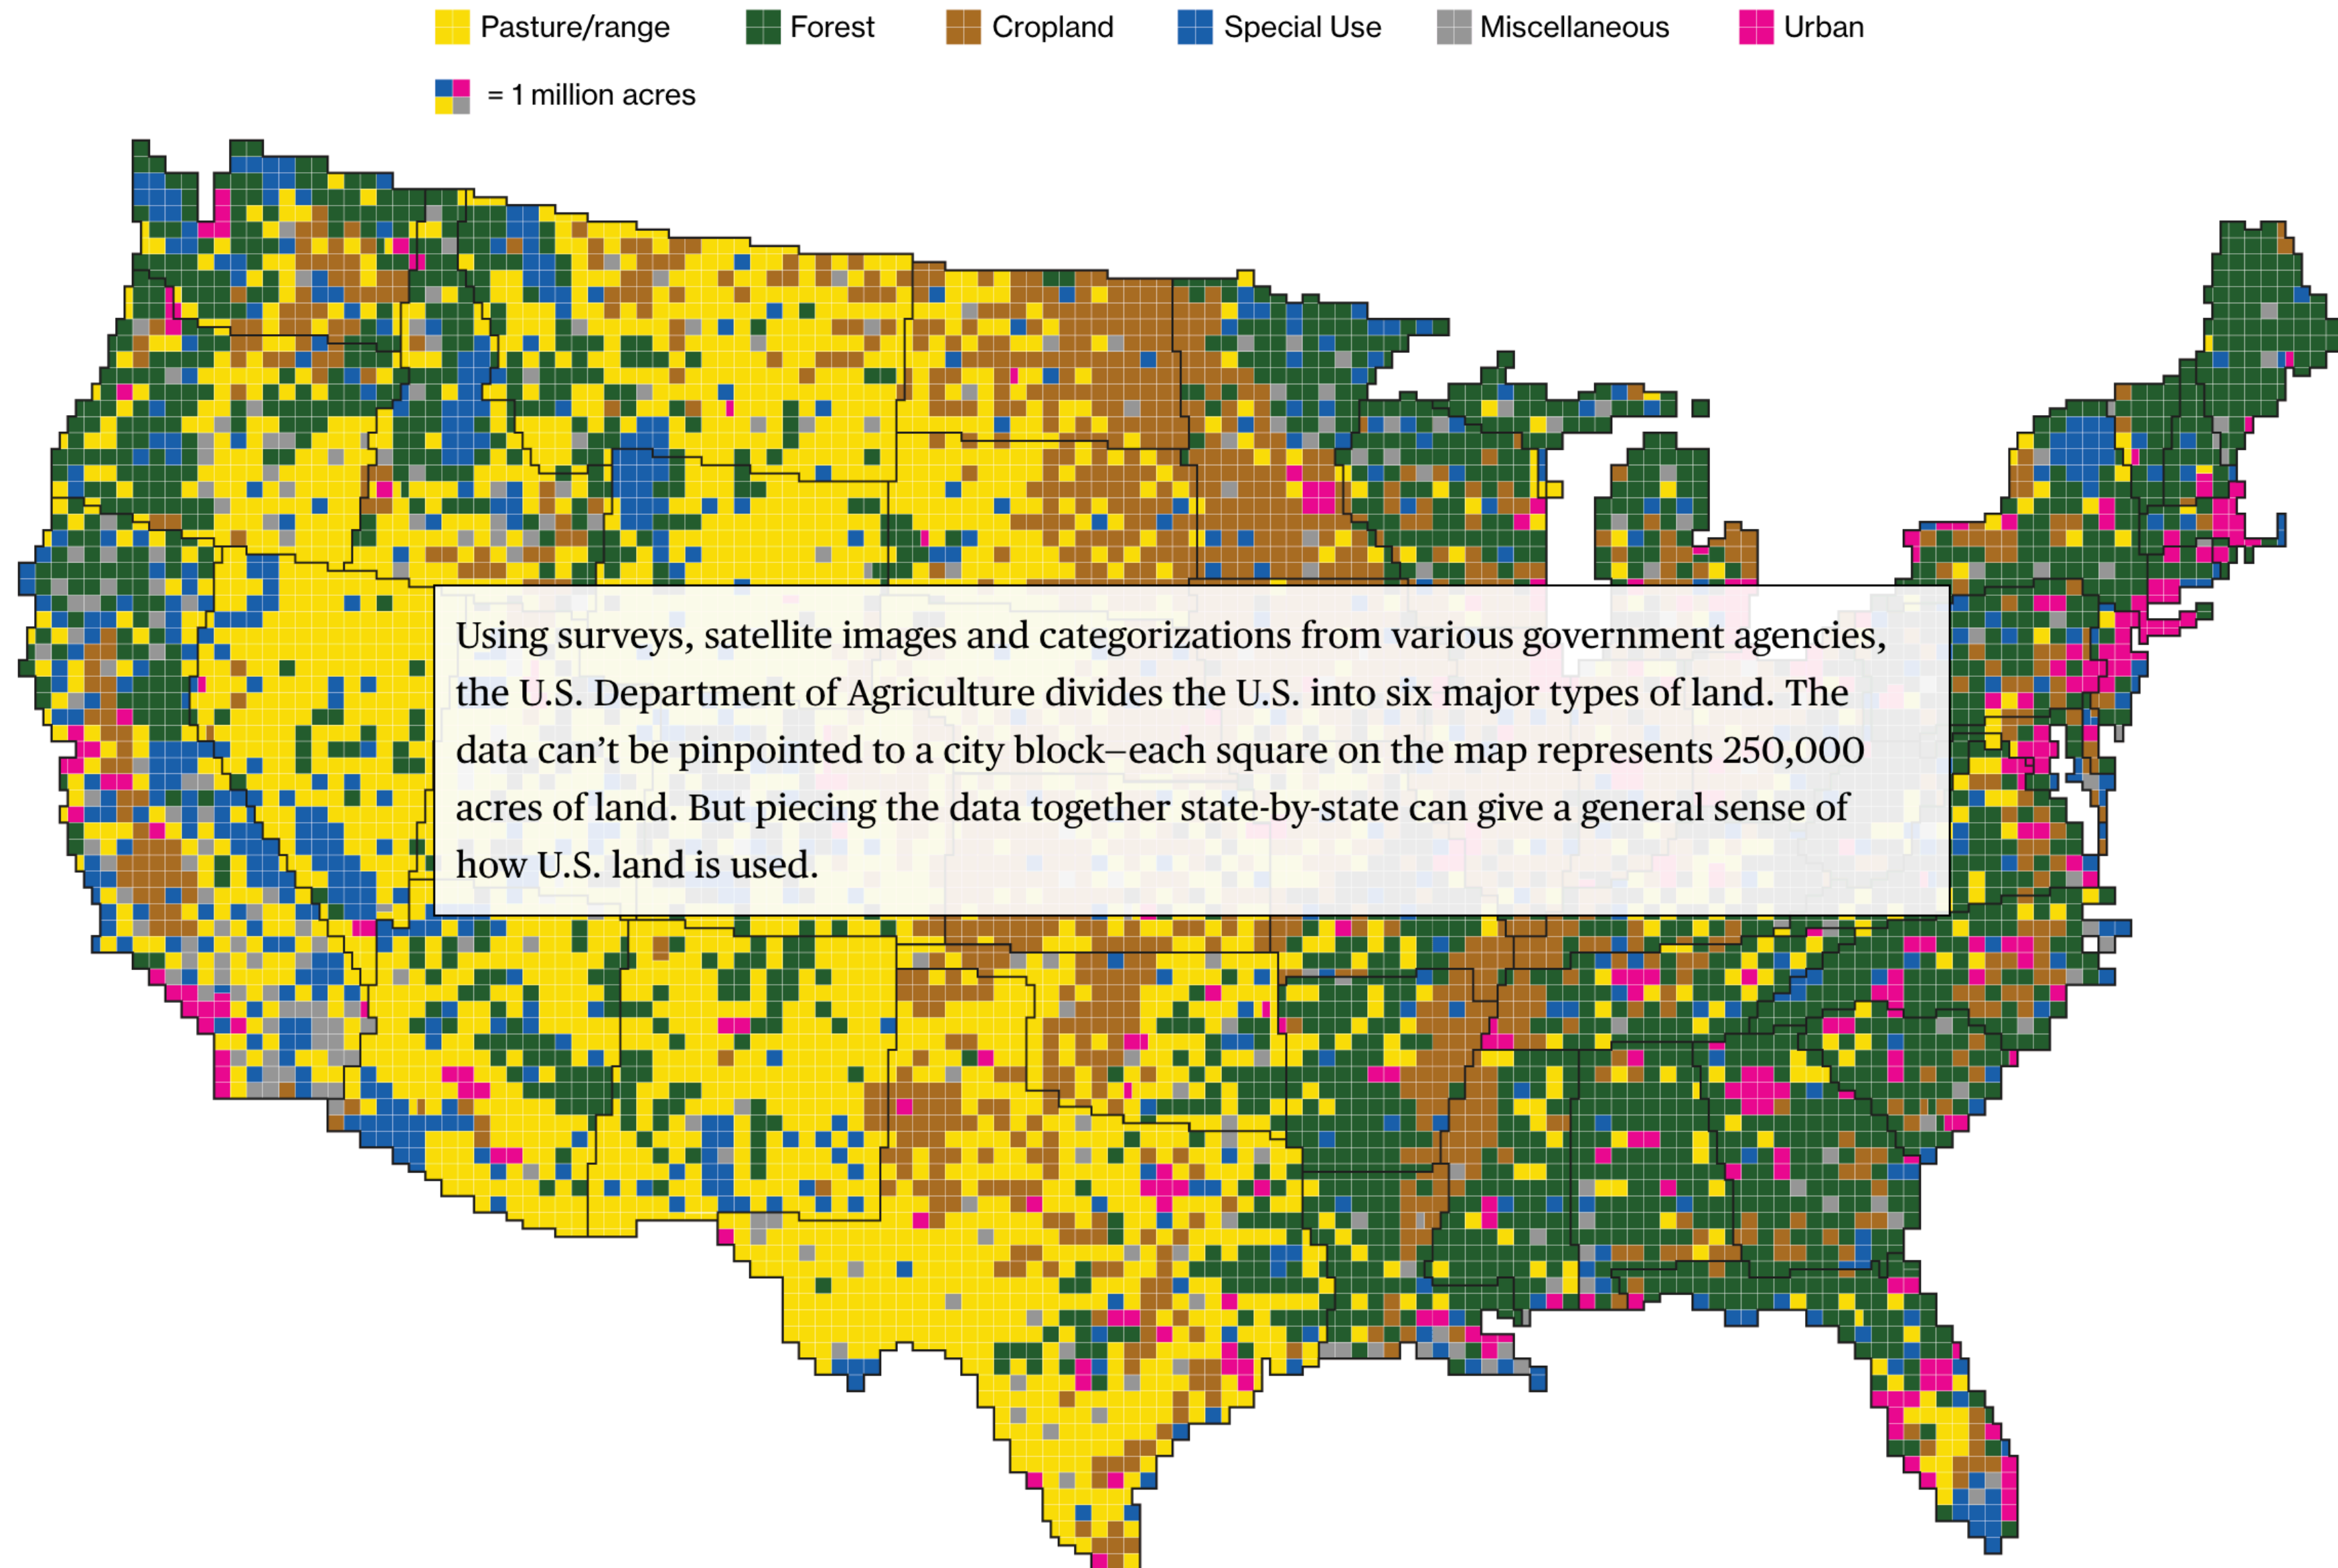 Pasture/range Forest Cropland Special Use Miscellaneous Urban
= 1 million acres
Using surveys, satellite images and categorizations from various government agencies,
the U.S. Department of Agriculture divides the U.S. into six major types of land. The
data can’t be pinpointed to a city block—each square on the map represents 250,000
acres of land. But piecing the data together state-by-state can give a general sense of
how U.S. land is used.